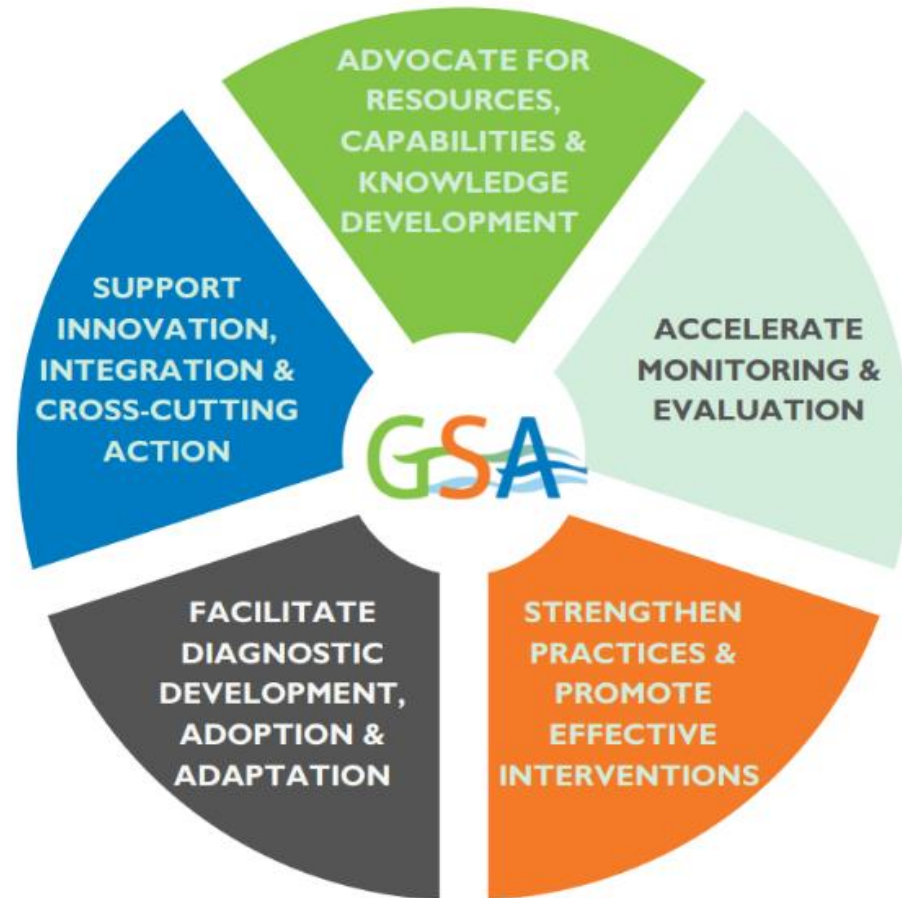 ADVOCATE FOR
RESOURCES,
CAPABILITIES &
KNOWLEDGE
DEVELOPMENT
ACCELERATE
MONITORING &
EVALUATION
STRENGTHEN
PRACTICES &
PROMOTE
EFFECTIVE
INTERVENTIONS
FACILITATE
DIAGNOSTIC
DEVELOPMENT,
ADOPTION &
ADAPTATION
SUPPORT
INNOVATION,
INTEGRATION &
CROSS-CUTTING
ACTION
GSA